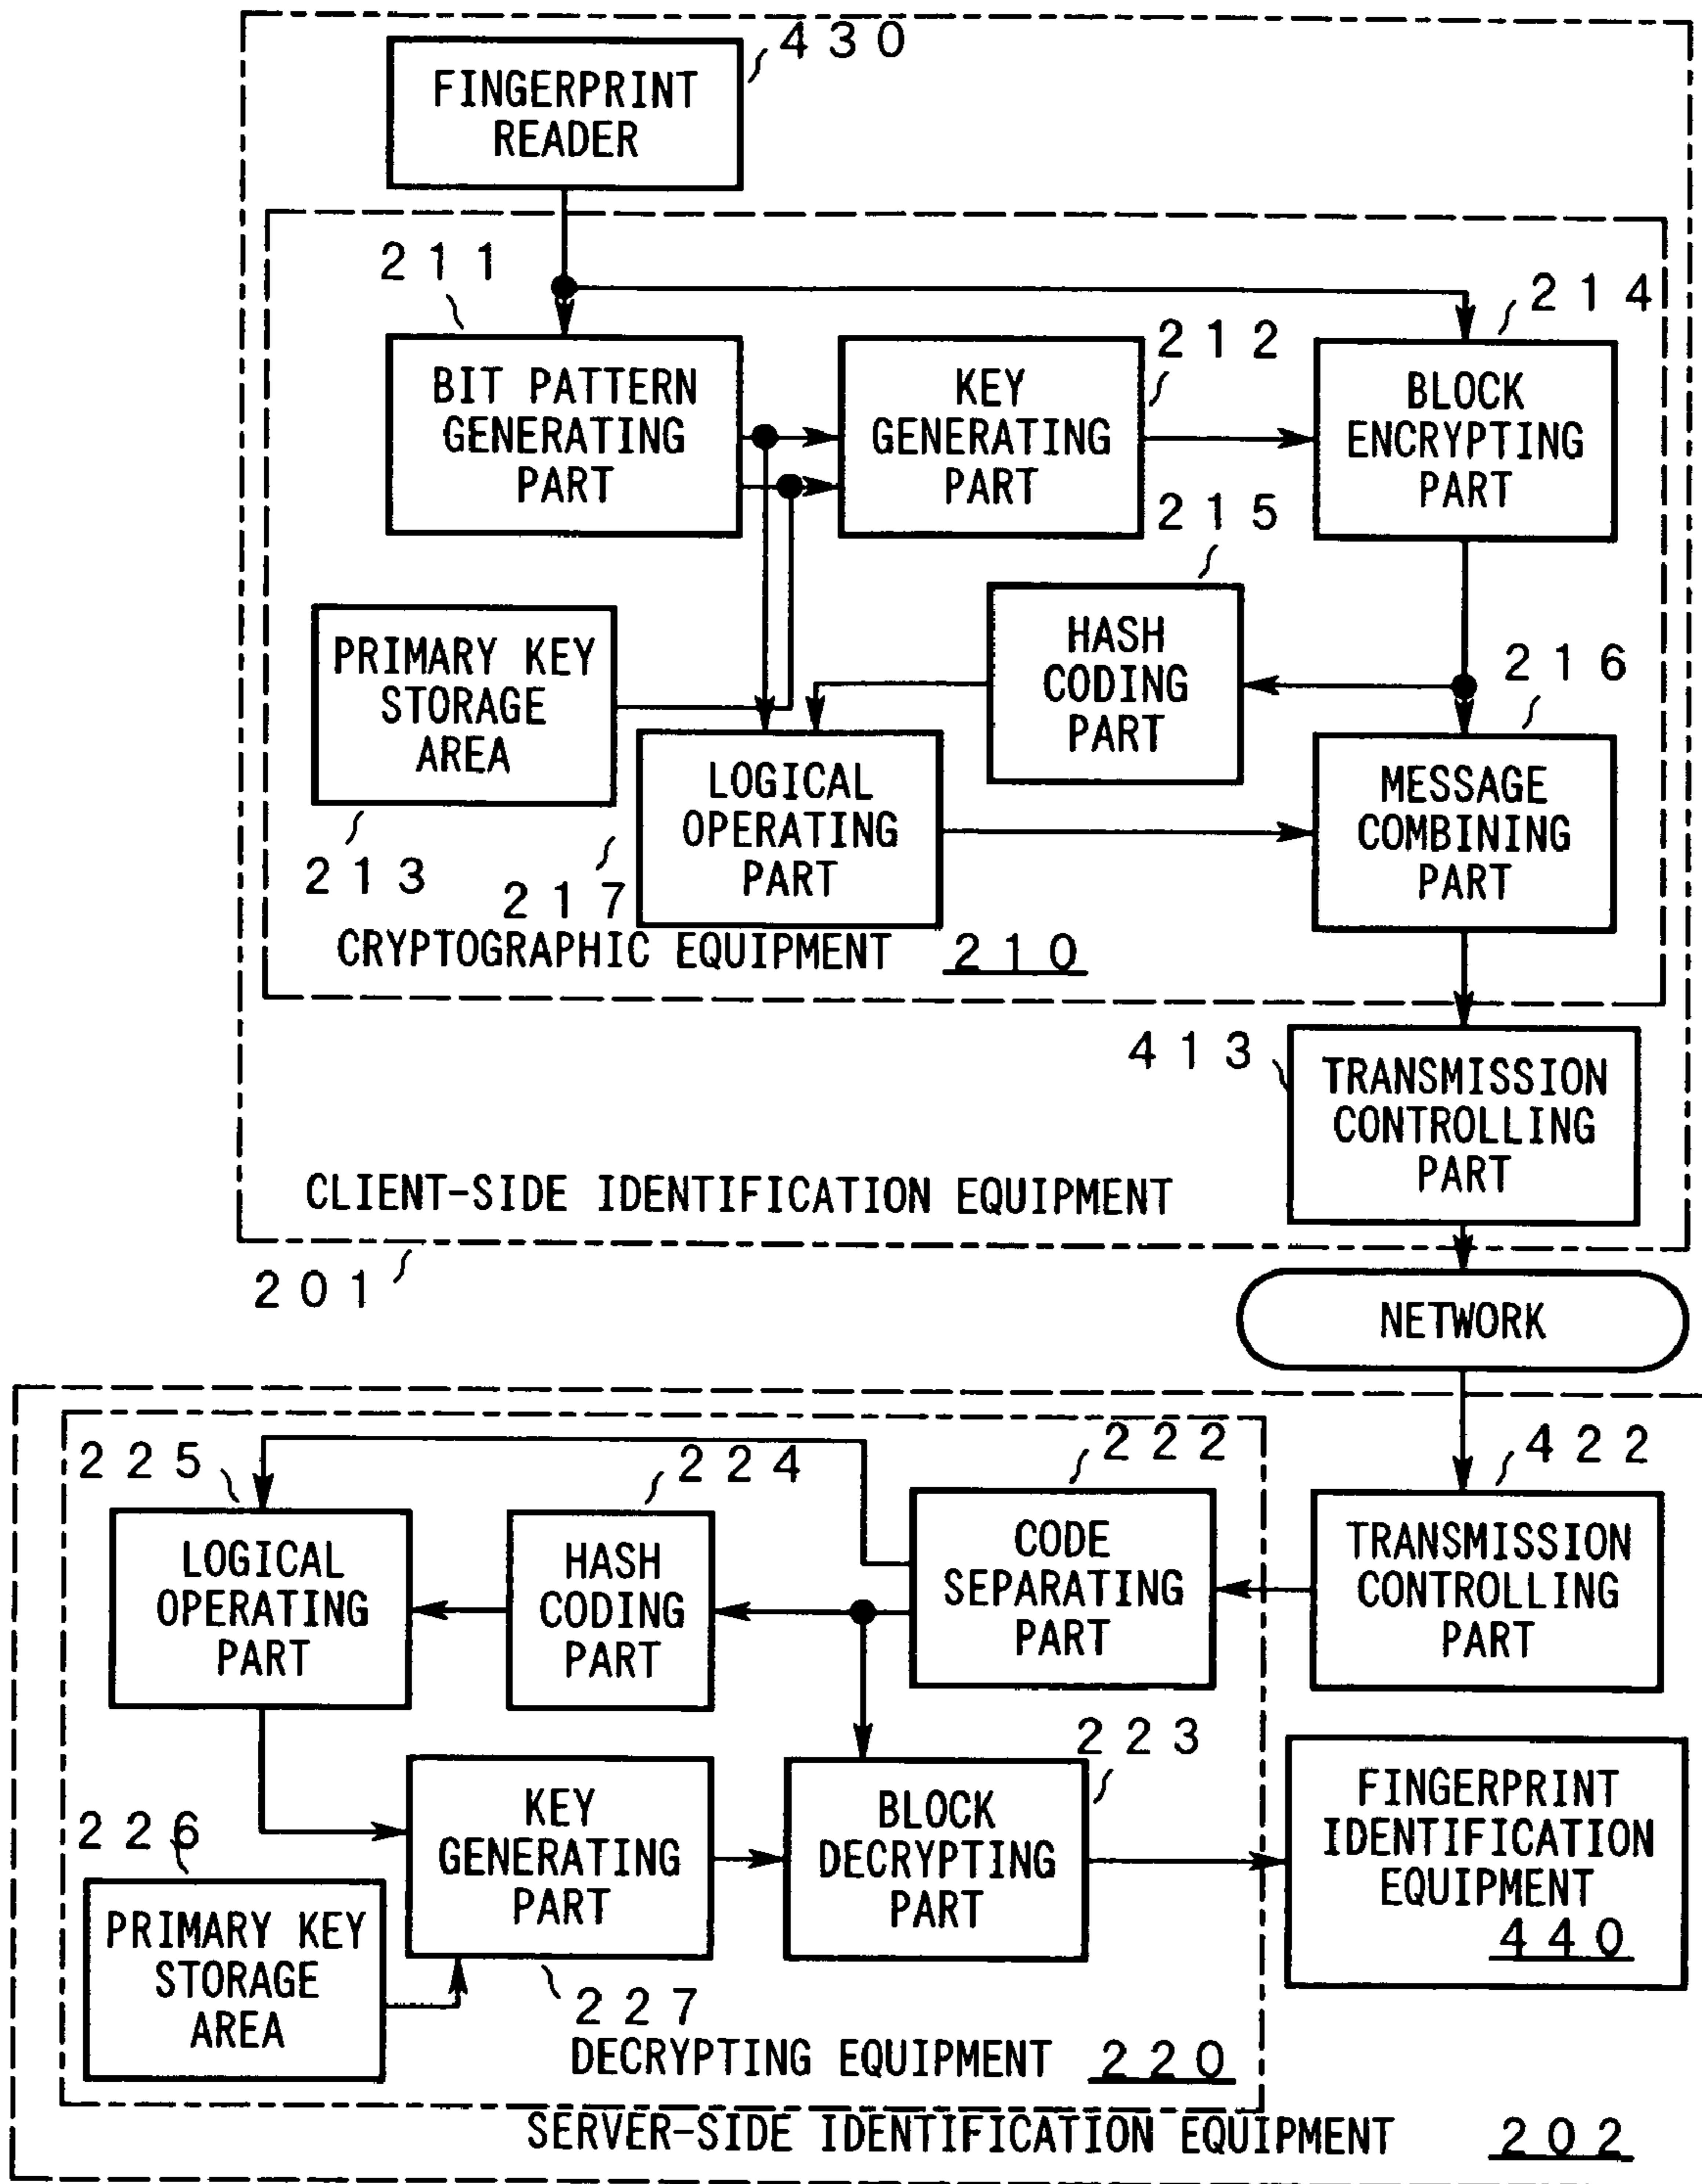 430
FINGERPRINT
READER
211
214
212
BIT PATTERN
GENERATING
PART
KEY
GENERATING
PART
BLOCK
ENCRYPTING
PART
215
PRIMARY KEY
STORAGE
AREA
HASH
CODING
PART
216
LOGICAL
OPERATING
PART
MESSAGE
COMBINING
PART
213
217
CRYPTOGRAPHIC EQUIPMENT 210
413
TRANSMISSION
CONTROLLING
PART
CLIENT-SIDE IDENTIFICATION EQUIPMENT
201
NETWORK
225
224
222
422
LOGICAL
OPERATING
PART
HASH
CODING
PART
CODE
SEPARATING
PART
TRANSMISSION
CONTROLLING
PART
223
226
KEY
GENERATING
PART
BLOCK
DECRYPTING
PART
FINGERPRINT
IDENTIFICATION
EQUIPMENT
440
PRIMARY KEY
STORAGE
AREA
227
DECRYPTING EQUIPMENT 220
SERVER-SIDE IDENTIFICATION EQUIPMENT 202